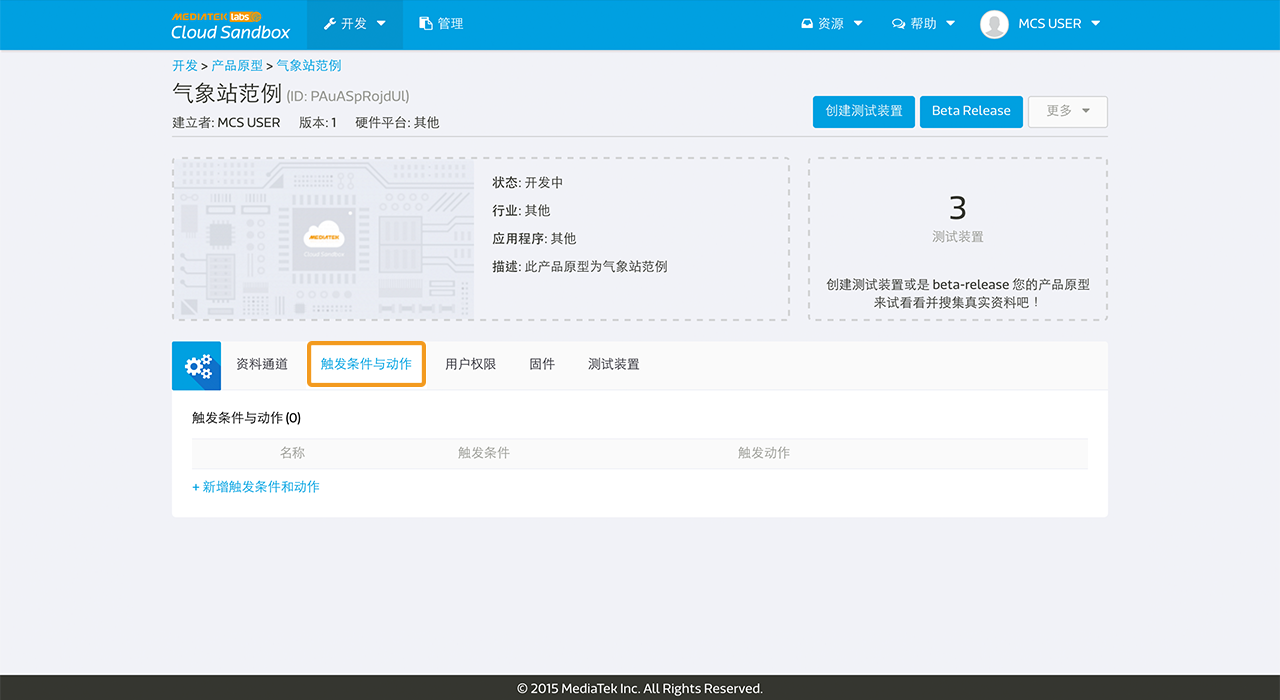 MEDIATEK labs
Cloud Sandbox
开发
管理
资源
帮助
MCS USER
开发 > 产品原型 > 气象站范例
气象站范例 (ID: PAuASpRojdUl)
建立者: MCS USER 版本: 1 硬件平台: 其他
创建测试装置
Beta Release
更多
MEDIATEK
Cloud Sandbox
状态: 开发中
行业: 其他
应用程序: 其他
描述: 此产品原型为气象站范例
3
测试装置
创建测试装置或是 beta-release 您的产品原型
来试看看并搜集真实资料吧！
资料通道
触发条件与动作
用户权限
固件
测试装置
触发条件与动作 (0)
名称 触发条件 触发动作
+ 新增触发条件和动作
© 2015 MediaTek Inc. All Rights Reserved.